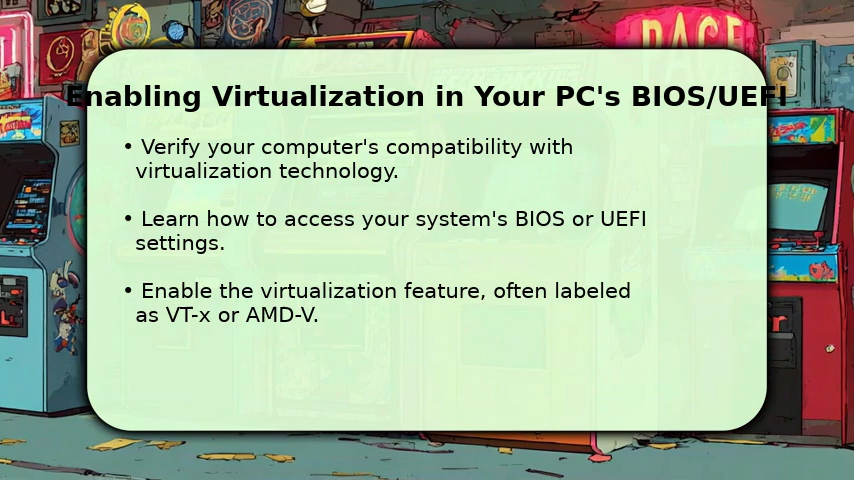 Enabling Virtualization in Your PC's BIOS/UEFI
• Verify your computer's compatibility with
virtualization technology.
• Learn how to access your system's BIOS or UEFI
settings.
• Enable the virtualization feature, often labeled
as VT-x or AMD-V.